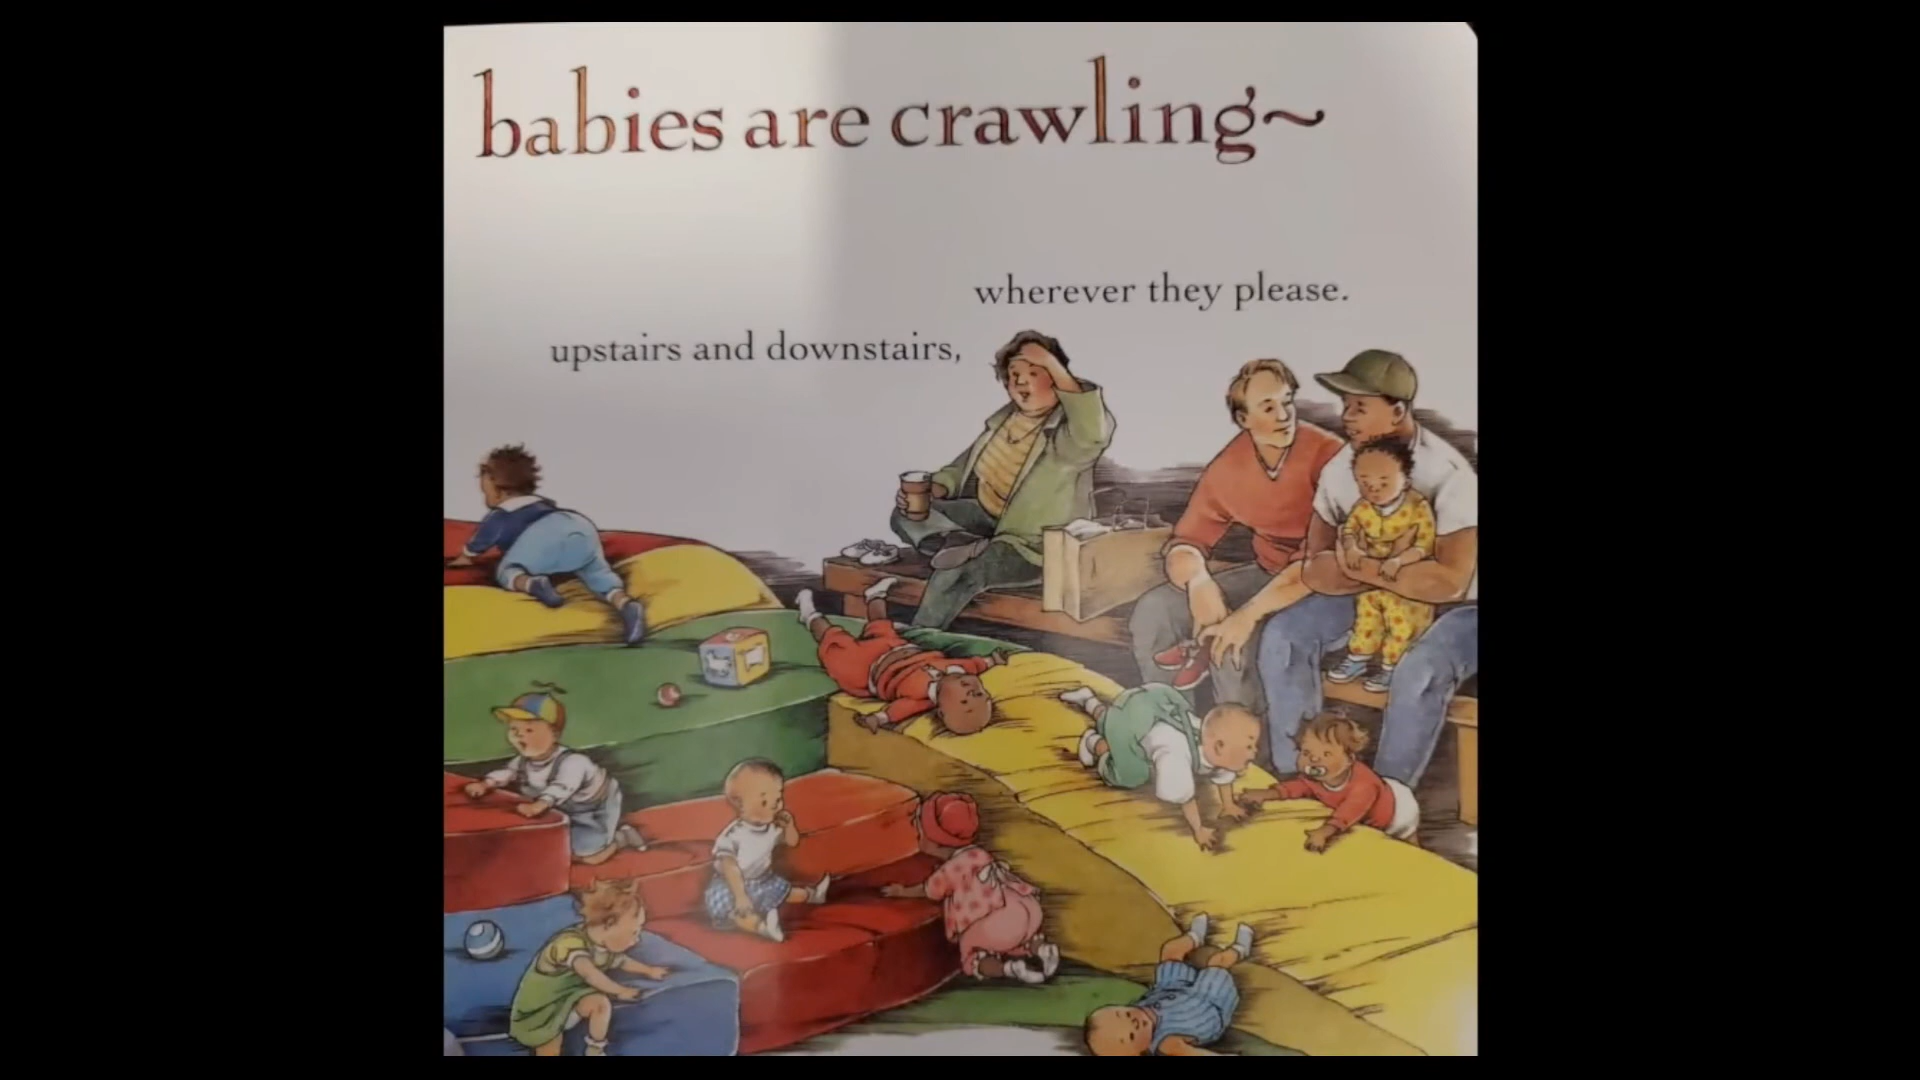 babies are crawling~
upstairs and downstairs,
wherever they please.